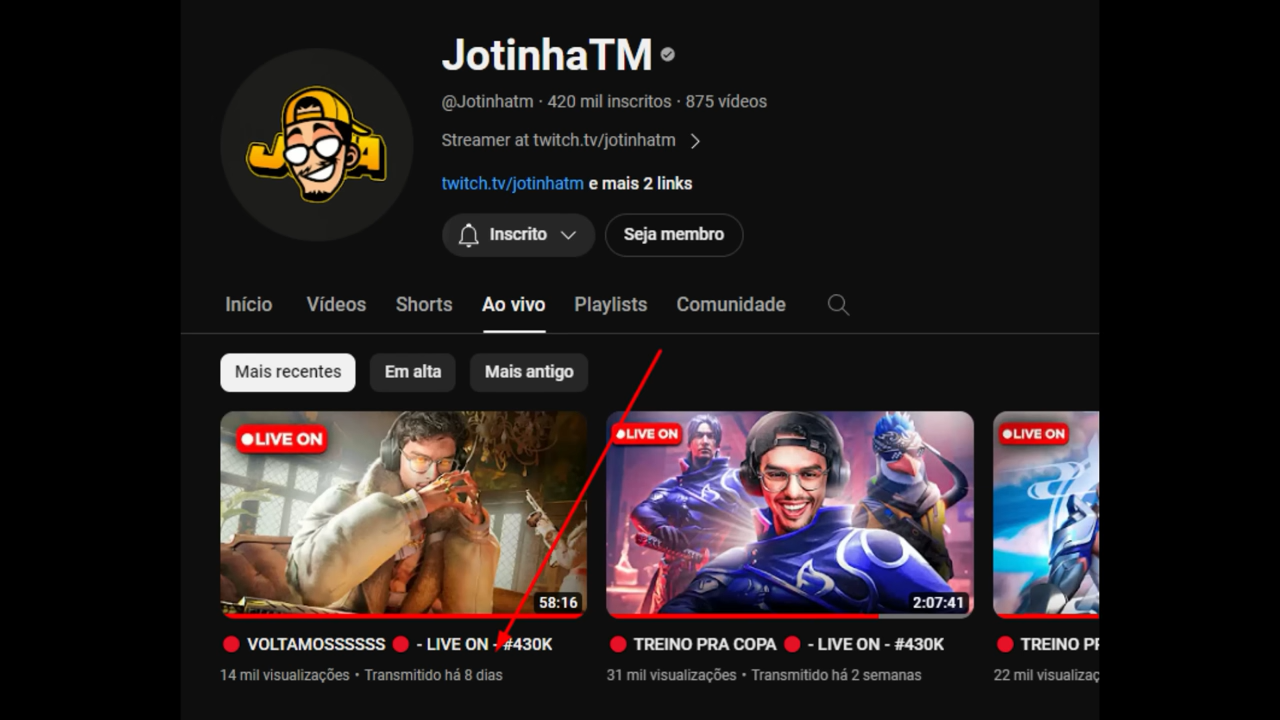 JotinhaTM
@Jotinhatm · 420 mil inscritos · 875 vídeos
Streamer at twitch.tv/jotinhatm
twitch.tv/jotinhatm e mais 2 links
Inscrito Seja membro
Início Vídeos Shorts Ao vivo Playlists Comunidade
Mais recentes Em alta Mais antigo
LIVE ON LIVE ON LIVE ON
58:16 2:07:41
VOLTAMOSSSSSS - LIVE ON - #430K
14 mil visualizações • Transmitido há 8 dias
TREINO PRA COPA - LIVE ON - #430K
31 mil visualizações • Transmitido há 2 semanas
TREINO
22 mil